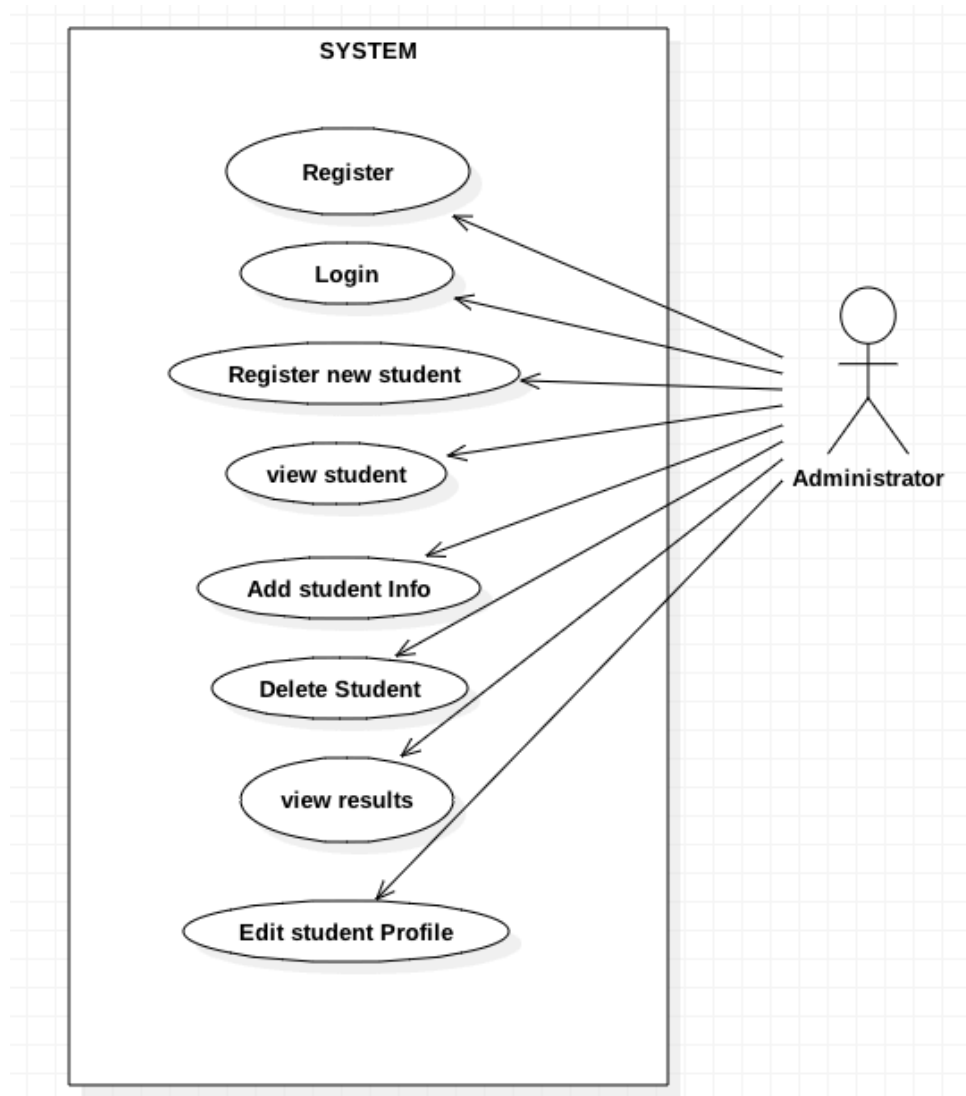 SYSTEM
Register
Login
Register new student
view student
Administrator
Add student Info
Delete Student
view results
Edit student Profile